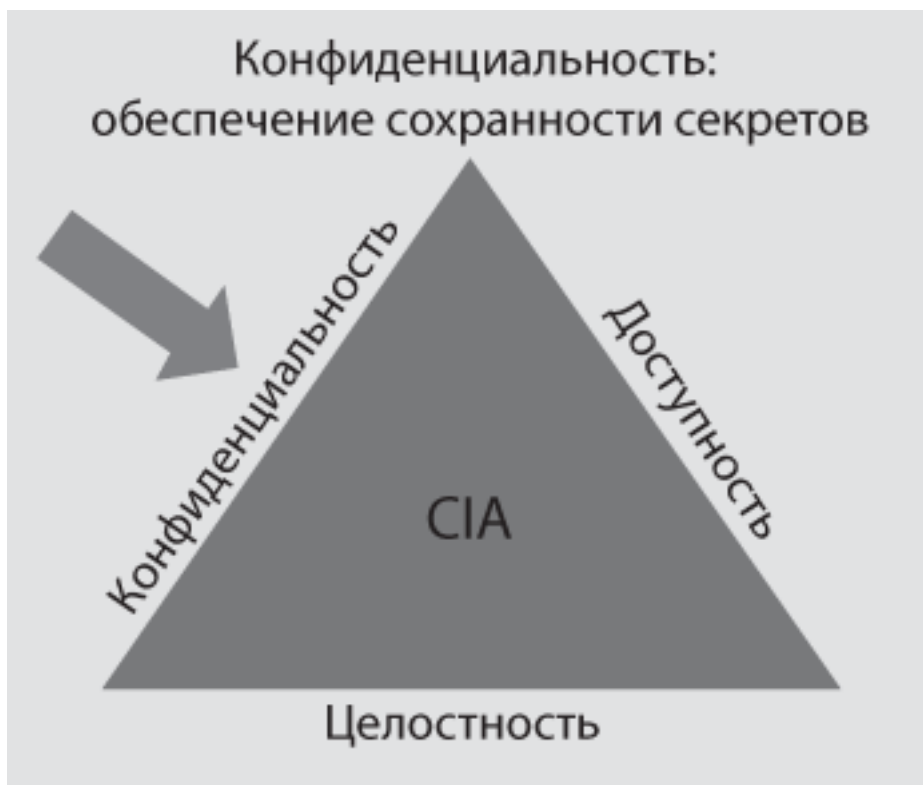 Конфиденциальность:
обеспечение сохранности секретов
Конфиденциальность
Доступность
CIA
Целостность